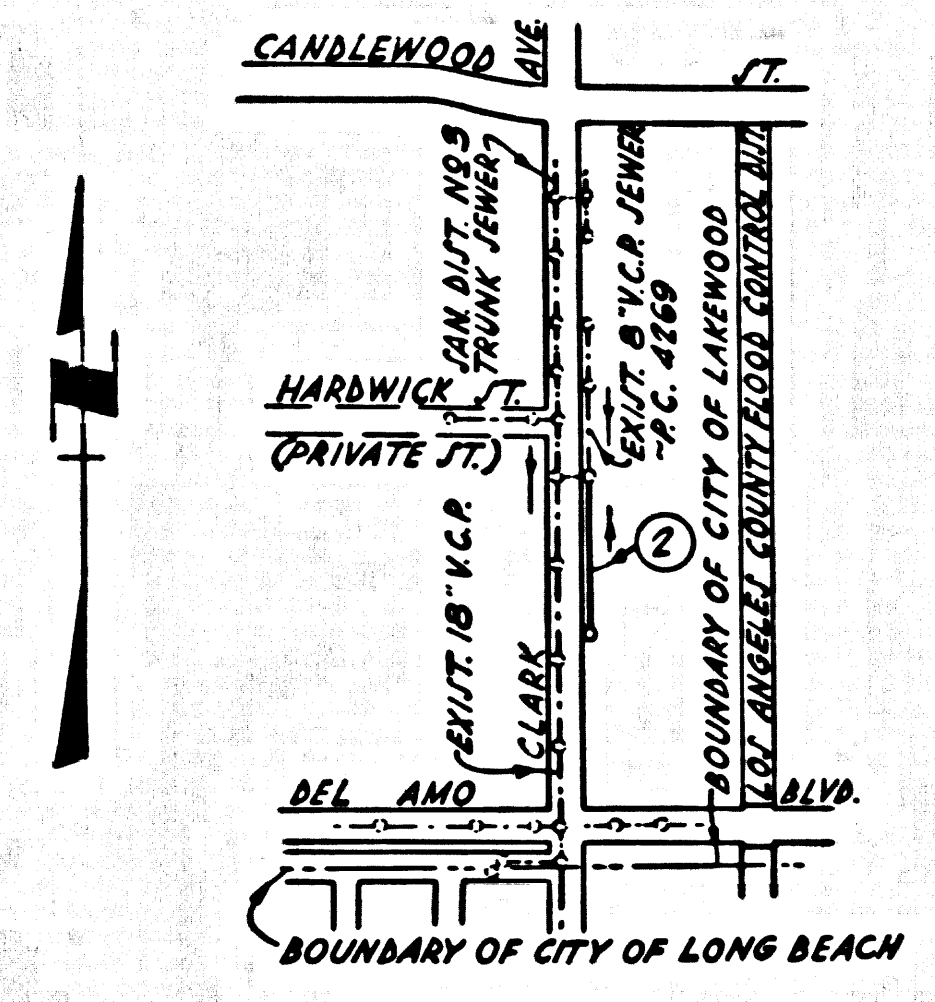 CANDLEWOOD
AVE.
ST.
SAN. DIST. NO 3
TRUNK SEWER
EXIST. 8" V.C.P. SEWER
~P.C. 4269
BOUNDARY OF CITY OF LAKEWOOD
LOS ANGELES COUNTY FLOOD CONTROL DIST.
HARDWICK ST.
(PRIVATE ST.)
N
2
EXIST. 18" V.C.P.
CLARK
DEL AMO
BLVD.
BOUNDARY OF CITY OF LONG BEACH